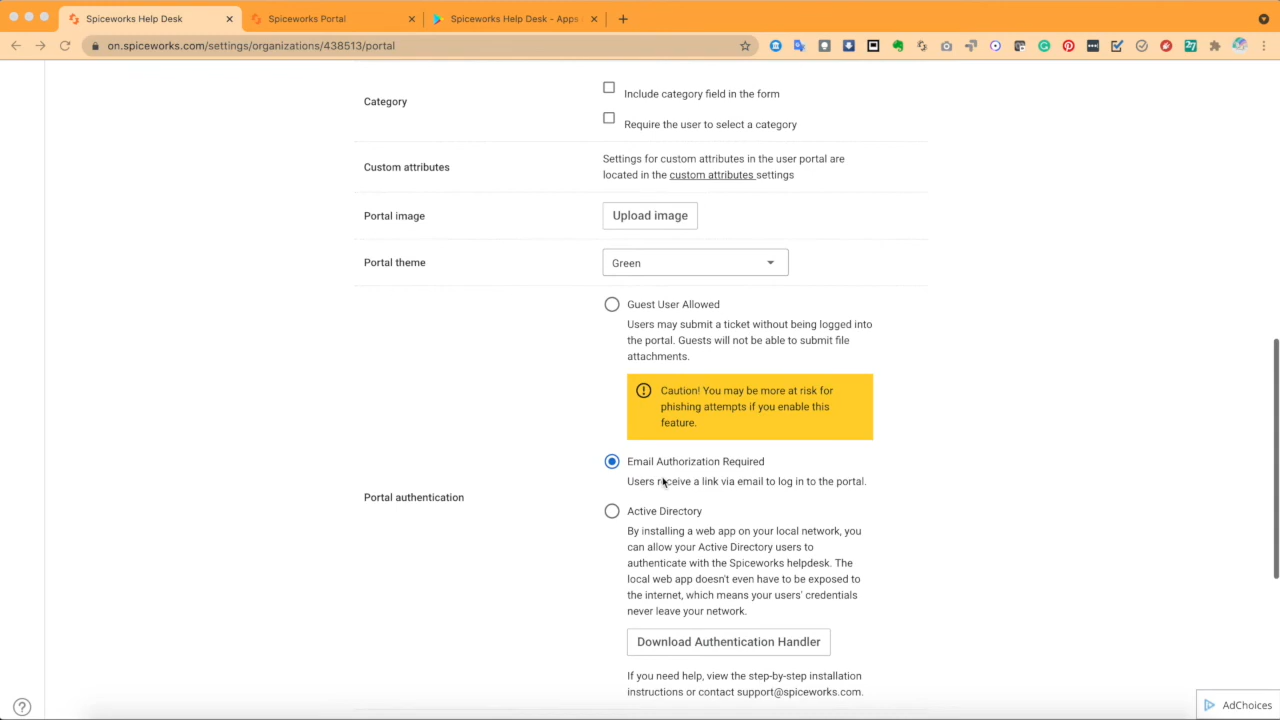 Spiceworks Help Desk
Spiceworks Portal
Spiceworks Help Desk - Apps
on.spiceworks.com/settings/organizations/438513/portal
Category
Include category field in the form
Require the user to select a category
Custom attributes
Settings for custom attributes in the user portal are
located in the custom attributes settings
Portal image
Upload image
Portal theme
Green
Guest User Allowed
Users may submit a ticket without being logged into
the portal. Guests will not be able to submit file
attachments.
Caution! You may be more at risk for
phishing attempts if you enable this
feature.
Email Authorization Required
Users receive a link via email to log in to the portal.
Portal authentication
Active Directory
By installing a web app on your local network, you
can allow your Active Directory users to
authenticate with the Spiceworks helpdesk. The
local web app doesn't even have to be exposed to
the internet, which means your users' credentials
never leave your network.
Download Authentication Handler
If you need help, view the step-by-step installation
instructions or contact support@spiceworks.com.
AdChoices